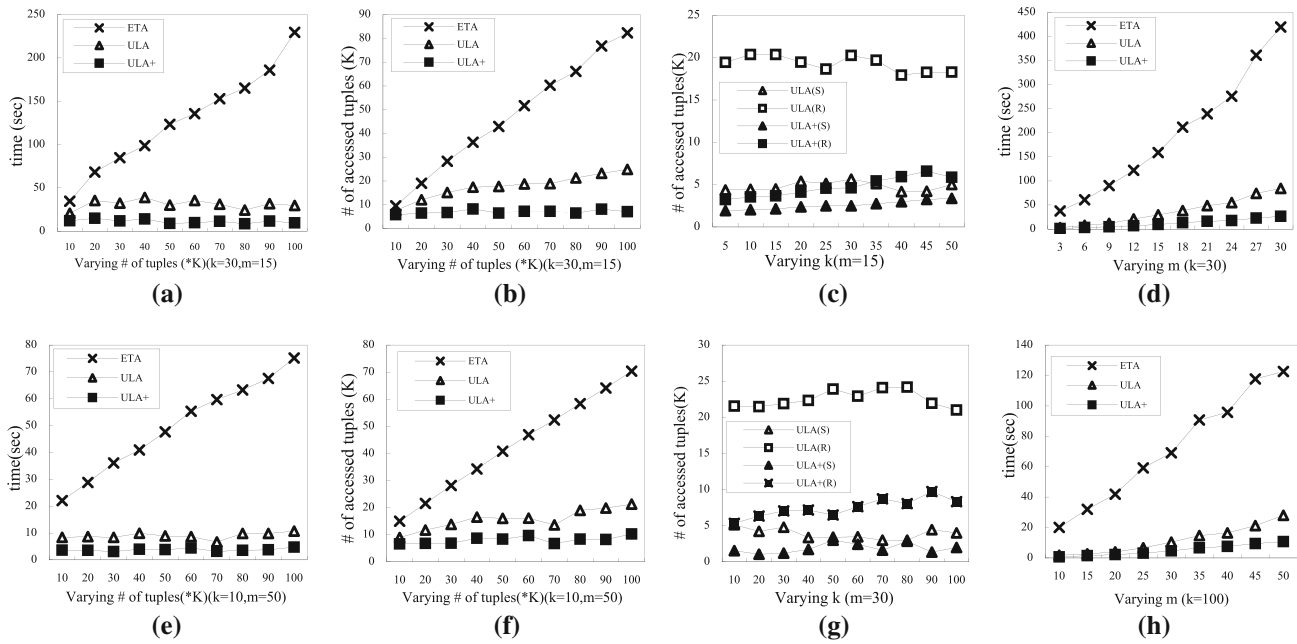 250
200
150
100
50
0
time (sec)
ETA
ULA
ULA+
10 20 30 40 50 60 70 80 90 100
Varying # of tuples (*K)(k=30,m=15)
(a)
90
80
70
60
50
40
30
20
10
0
# of accessed tuples (K)
ETA
ULA
ULA+
10 20 30 40 50 60 70 80 90 100
Varying # of tuples (*K)(k=30,m=15)
(b)
25
20
15
10
5
0
# of accessed tuples(K)
ULA(S)
ULA(R)
ULA+(S)
ULA+(R)
5 10 15 20 25 30 35 40 45 50
Varying k(m=15)
(c)
450
400
350
300
250
200
150
100
50
0
time(sec)
ETA
ULA
ULA+
3 6 9 12 15 18 21 24 27 30
Varying m (k=30)
(d)
80
60
40
20
0
time(sec)
ETA
ULA
ULA+
10 20 30 40 50 60 70 80 90 100
Varying # of tuples(*K)(k=10,m=50)
(e)
80
70
60
50
40
30
20
10
0
# of accessed tuples (K)
ETA
ULA
ULA+
10 20 30 40 50 60 70 80 90 100
Varying # of tuples(*K)(k=10,m=50)
(f)
30
25
20
15
10
5
0
# of accessed tuples(K)
ULA(S)
ULA(R)
ULA+(S)
ULA+(R)
10 20 30 40 50 60 70 80 90 100
Varying k (m=30)
(g)
140
120
100
80
60
40
20
0
time(sec)
ETA
ULA
ULA+
10 15 20 25 30 35 40 45 50
Varying m (k=100)
(h)